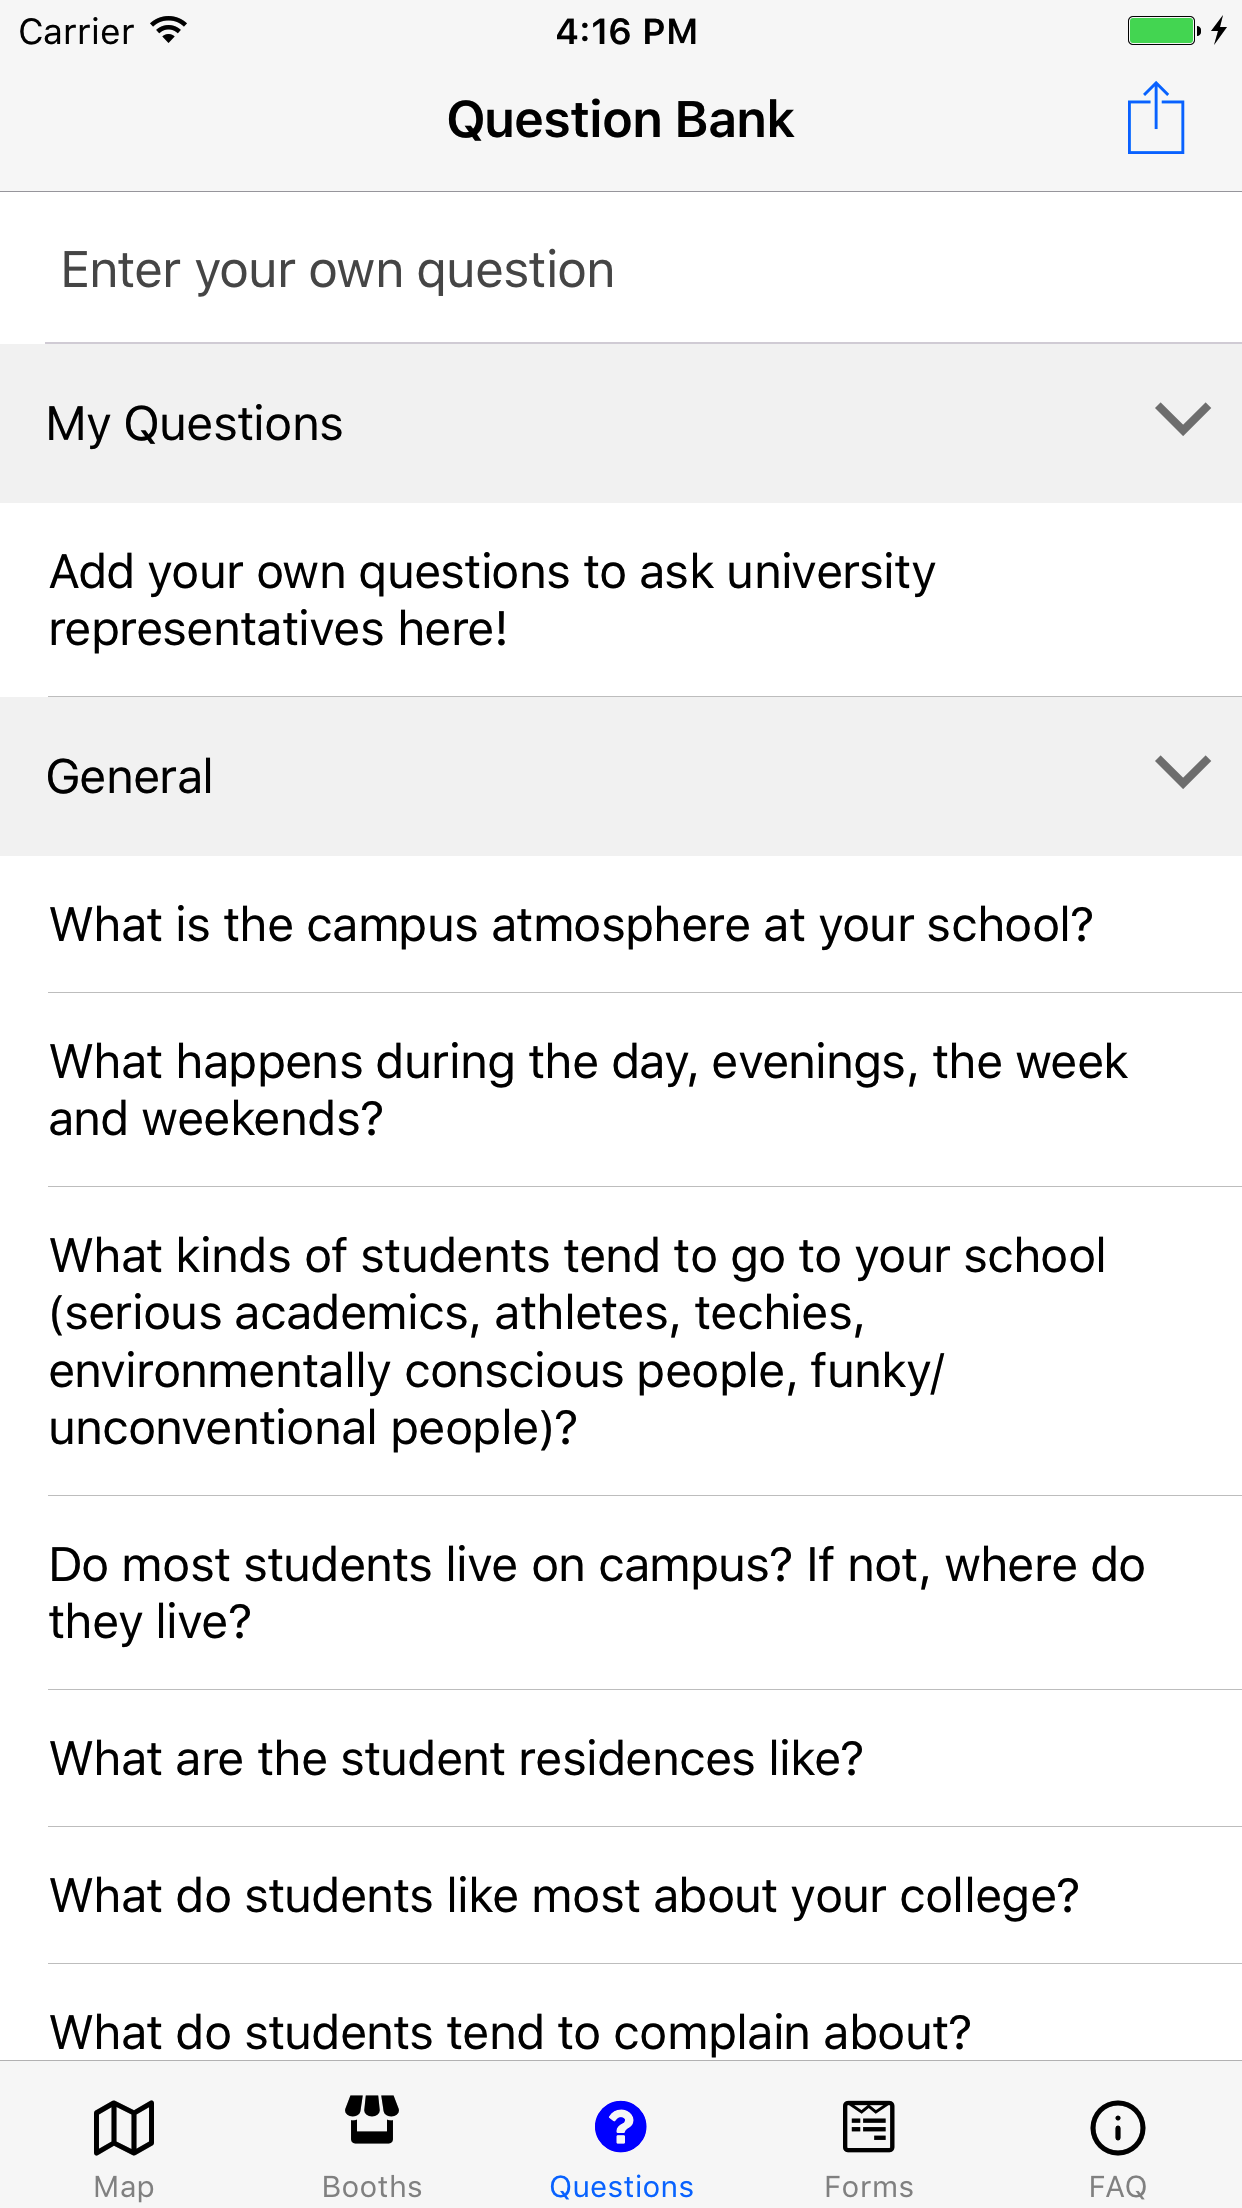 Carrier 4:16 PM
Question Bank
Enter your own question
My Questions
Add your own questions to ask university
representatives here!
General
What is the campus atmosphere at your school?
What happens during the day, evenings, the week
and weekends?
What kinds of students tend to go to your school
(serious academics, athletes, techies,
environmentally conscious people, funky/
unconventional people)?
Do most students live on campus? If not, where do
they live?
What are the student residences like?
What do students like most about your college?
What do students tend to complain about?
Map Booths Questions Forms FAQ